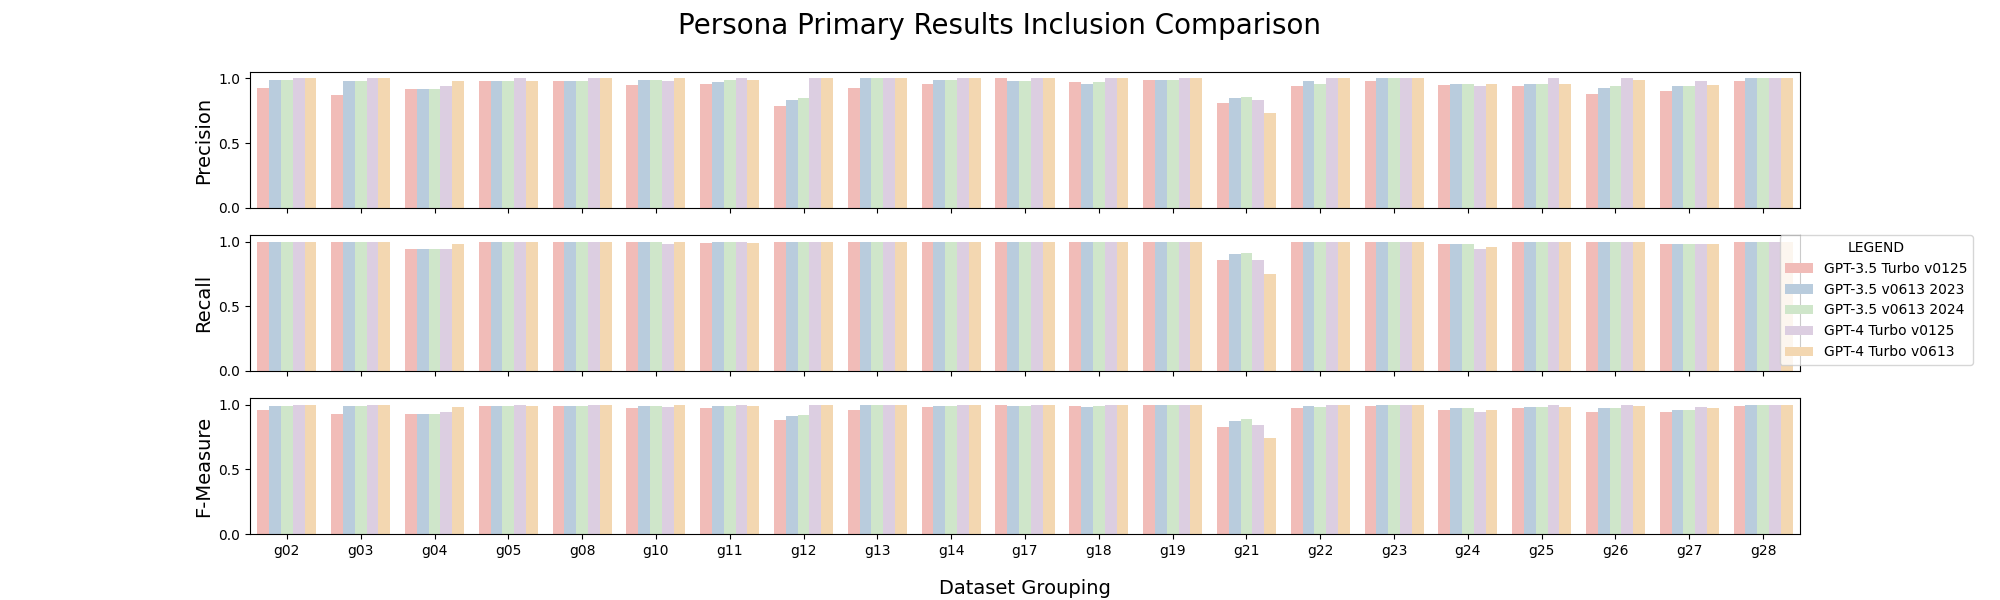 Persona Primary Results Inclusion Comparison
Precision
1.0
0.5
0.0
Recall
1.0
0.5
0.0
LEGEND
GPT-3.5 Turbo v0125
GPT-3.5 v0613 2023
GPT-3.5 v0613 2024
GPT-4 Turbo v0125
GPT-4 Turbo v0613
F-Measure
1.0
0.5
0.0
g02 g03 g04 g05 g08 g10 g11 g12 g13 g14 g17 g18 g19 g21 g22 g23 g24 g25 g26 g27 g28
Dataset Grouping